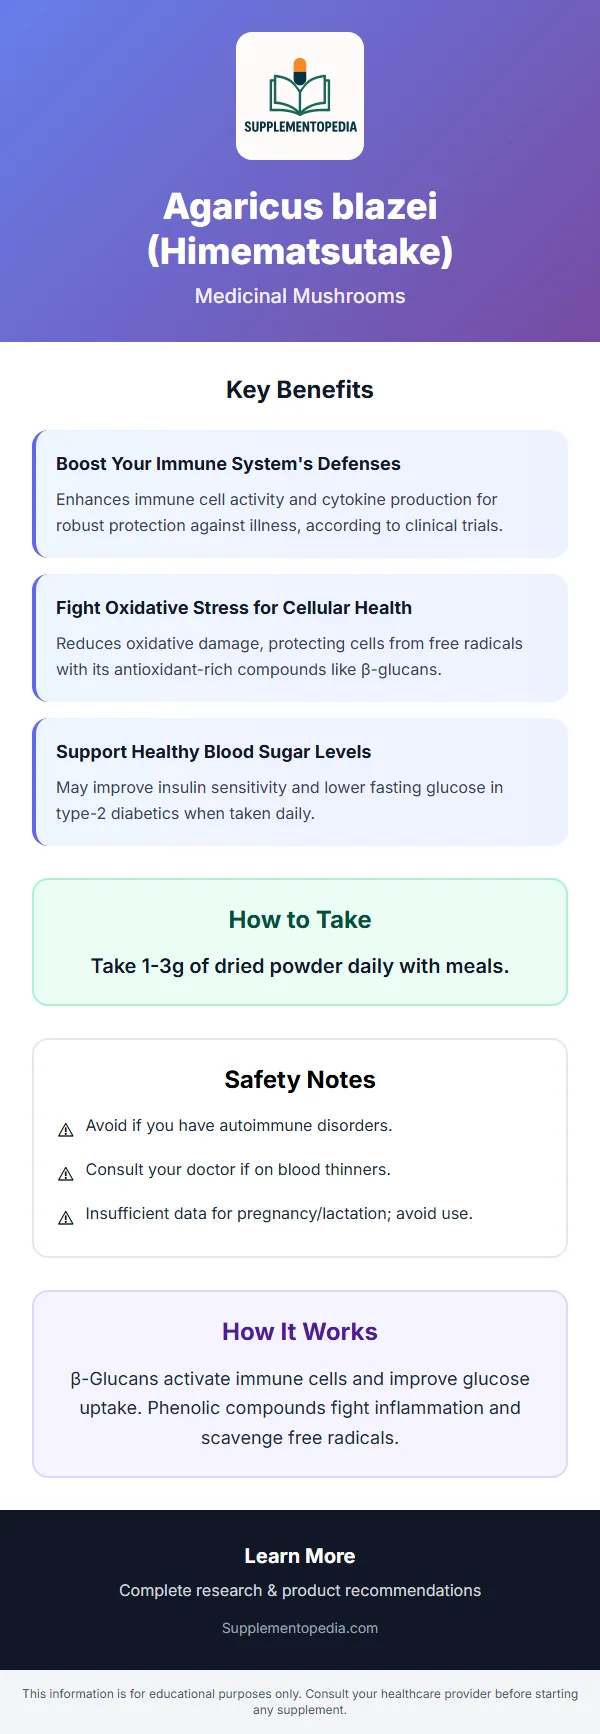 SUPPLEMENTOPEDIA
Agaricus blazei
(Himematsutake)
Medicinal Mushrooms
Key Benefits
Boost Your Immune System's Defenses
Enhances immune cell activity and cytokine production for
robust protection against illness, according to clinical trials.
Fight Oxidative Stress for Cellular Health
Reduces oxidative damage, protecting cells from free radicals
with its antioxidant-rich compounds like β-glucans.
Support Healthy Blood Sugar Levels
May improve insulin sensitivity and lower fasting glucose in
type-2 diabetics when taken daily.
How to Take
Take 1-3g of dried powder daily with meals.
Safety Notes
Avoid if you have autoimmune disorders.
Consult your doctor if on blood thinners.
Insufficient data for pregnancy/lactation; avoid use.
How It Works
β-Glucans activate immune cells and improve glucose
uptake. Phenolic compounds fight inflammation and
scavenge free radicals.
Learn More
Complete research & product recommendations
Supplementopedia.com
This information is for educational purposes only. Consult your healthcare provider before starting
any supplement.